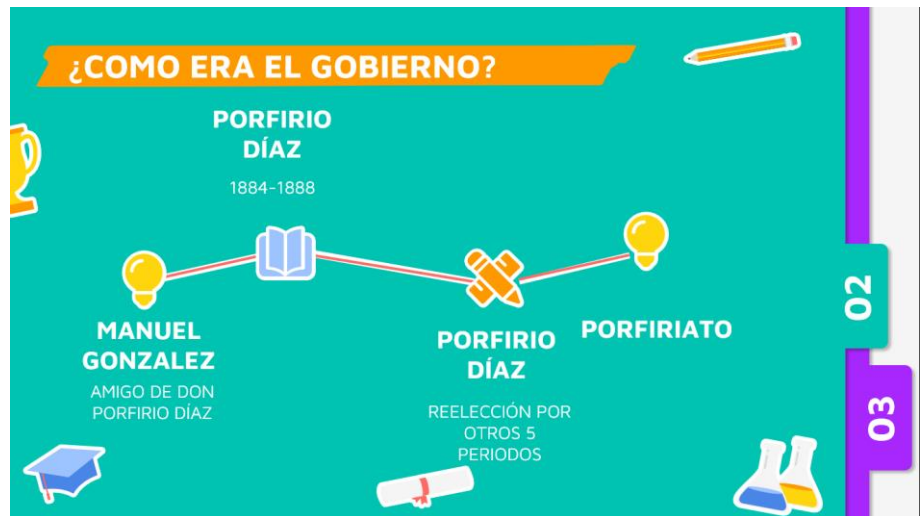 ¿COMO ERA EL GOBIERNO?
PORFIRIO
DÍAZ
1884-1888
MANUEL
GONZALEZ
AMIGO DE DON
PORFIRIO DÍAZ
PORFIRIO
DÍAZ
REELECCIÓN POR
OTROS 5
PERIODOS
PORFIRIATO
02
03